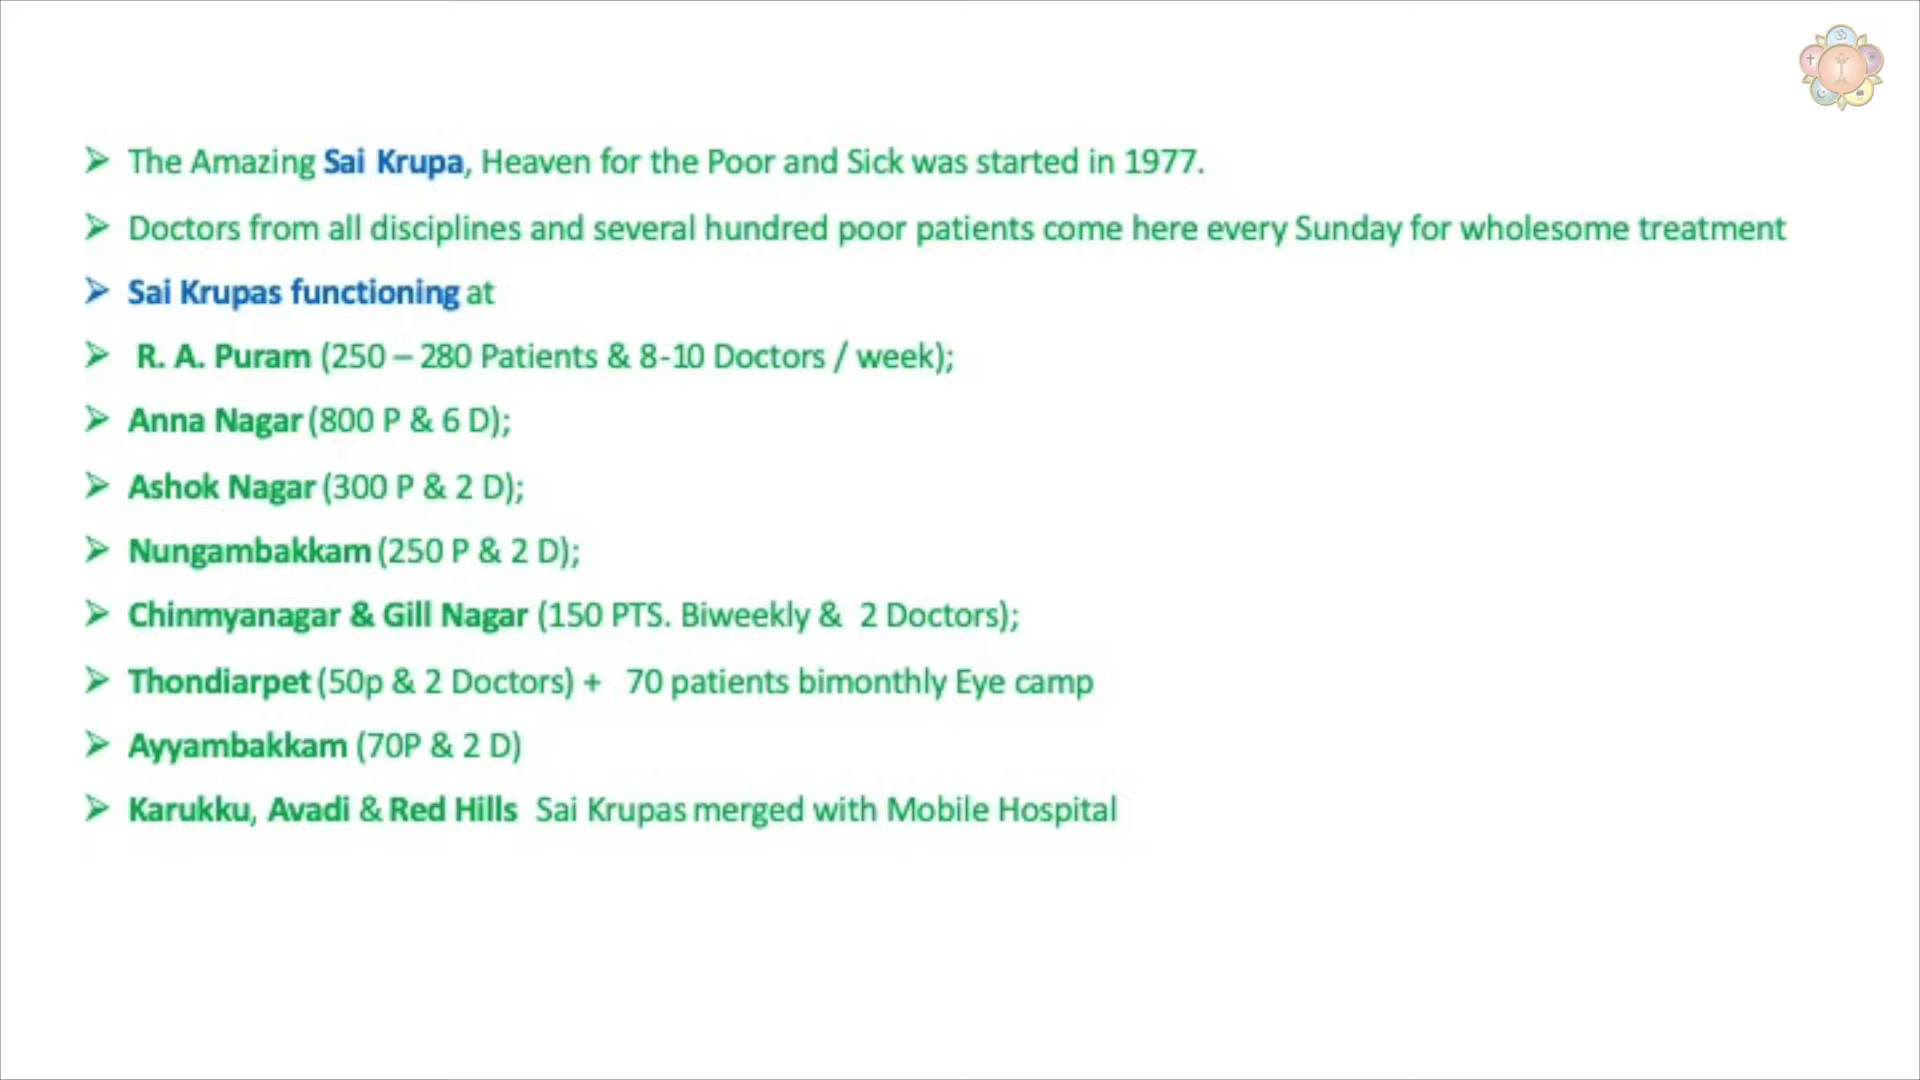 ➢ The Amazing Sai Krupa, Heaven for the Poor and Sick was started in 1977.
➢ Doctors from all disciplines and several hundred poor patients come here every Sunday for wholesome treatment
➢ Sai Krupas functioning at
➢ R. A. Puram (250 – 280 Patients & 8-10 Doctors / week);
➢ Anna Nagar (800 P & 6 D);
➢ Ashok Nagar (300 P & 2 D);
➢ Nungambakkam (250 P & 2 D);
➢ Chinmyanagar & Gill Nagar (150 PTS. Biweekly & 2 Doctors);
➢ Thondiarpet (50p & 2 Doctors) + 70 patients bimonthly Eye camp
➢ Ayyambakkam (70P & 2 D)
➢ Karukku, Avadi & Red Hills Sai Krupas merged with Mobile Hospital